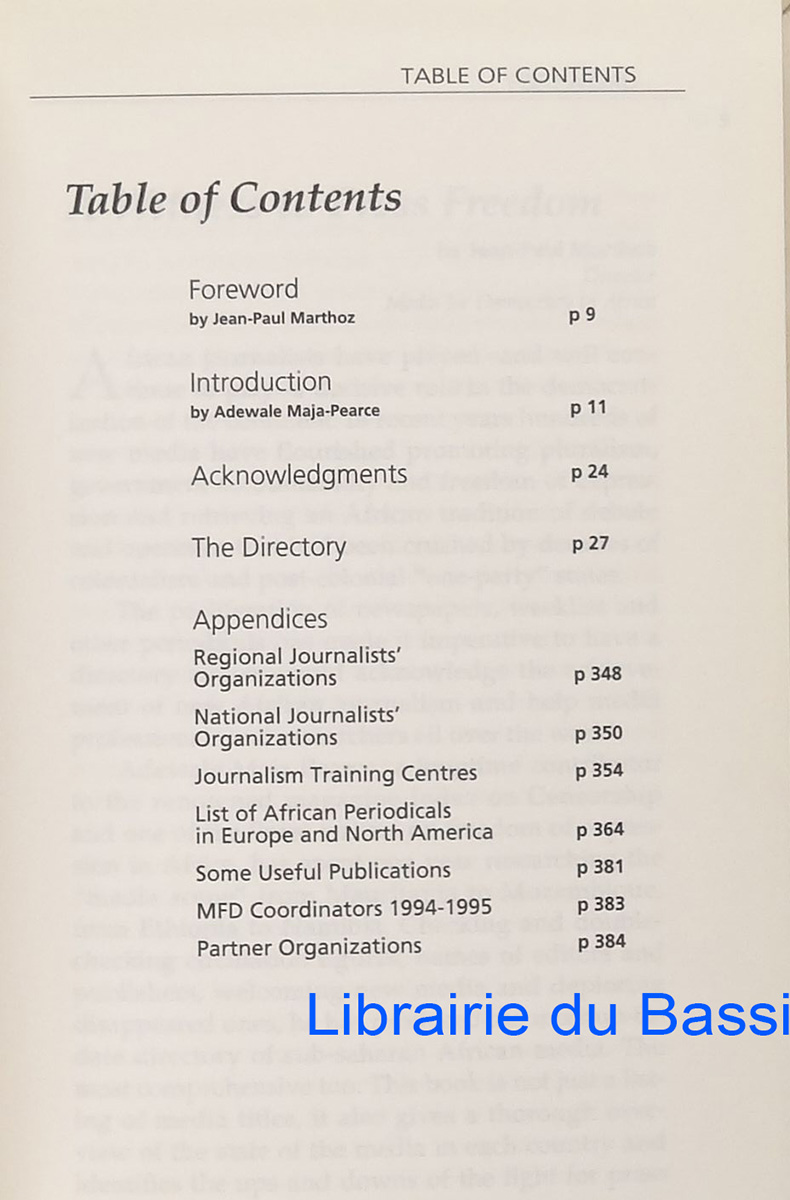 TABLE OF CONTENTS
Table of Contents
Foreword
by Jean-Paul Marthoz p 9
Introduction
by Adewale Maja-Pearce p 11
Acknowledgments p 24
The Directory p 27
Appendices
Regional Journalists'
Organizations p 348
National Journalists'
Organizations p 350
Journalism Training Centres p 354
List of African Periodicals
in Europe and North America p 364
Some Useful Publications p 381
MFD Coordinators 1994-1995 p 383
Partner Organizations p 384
Librairie du Bassi